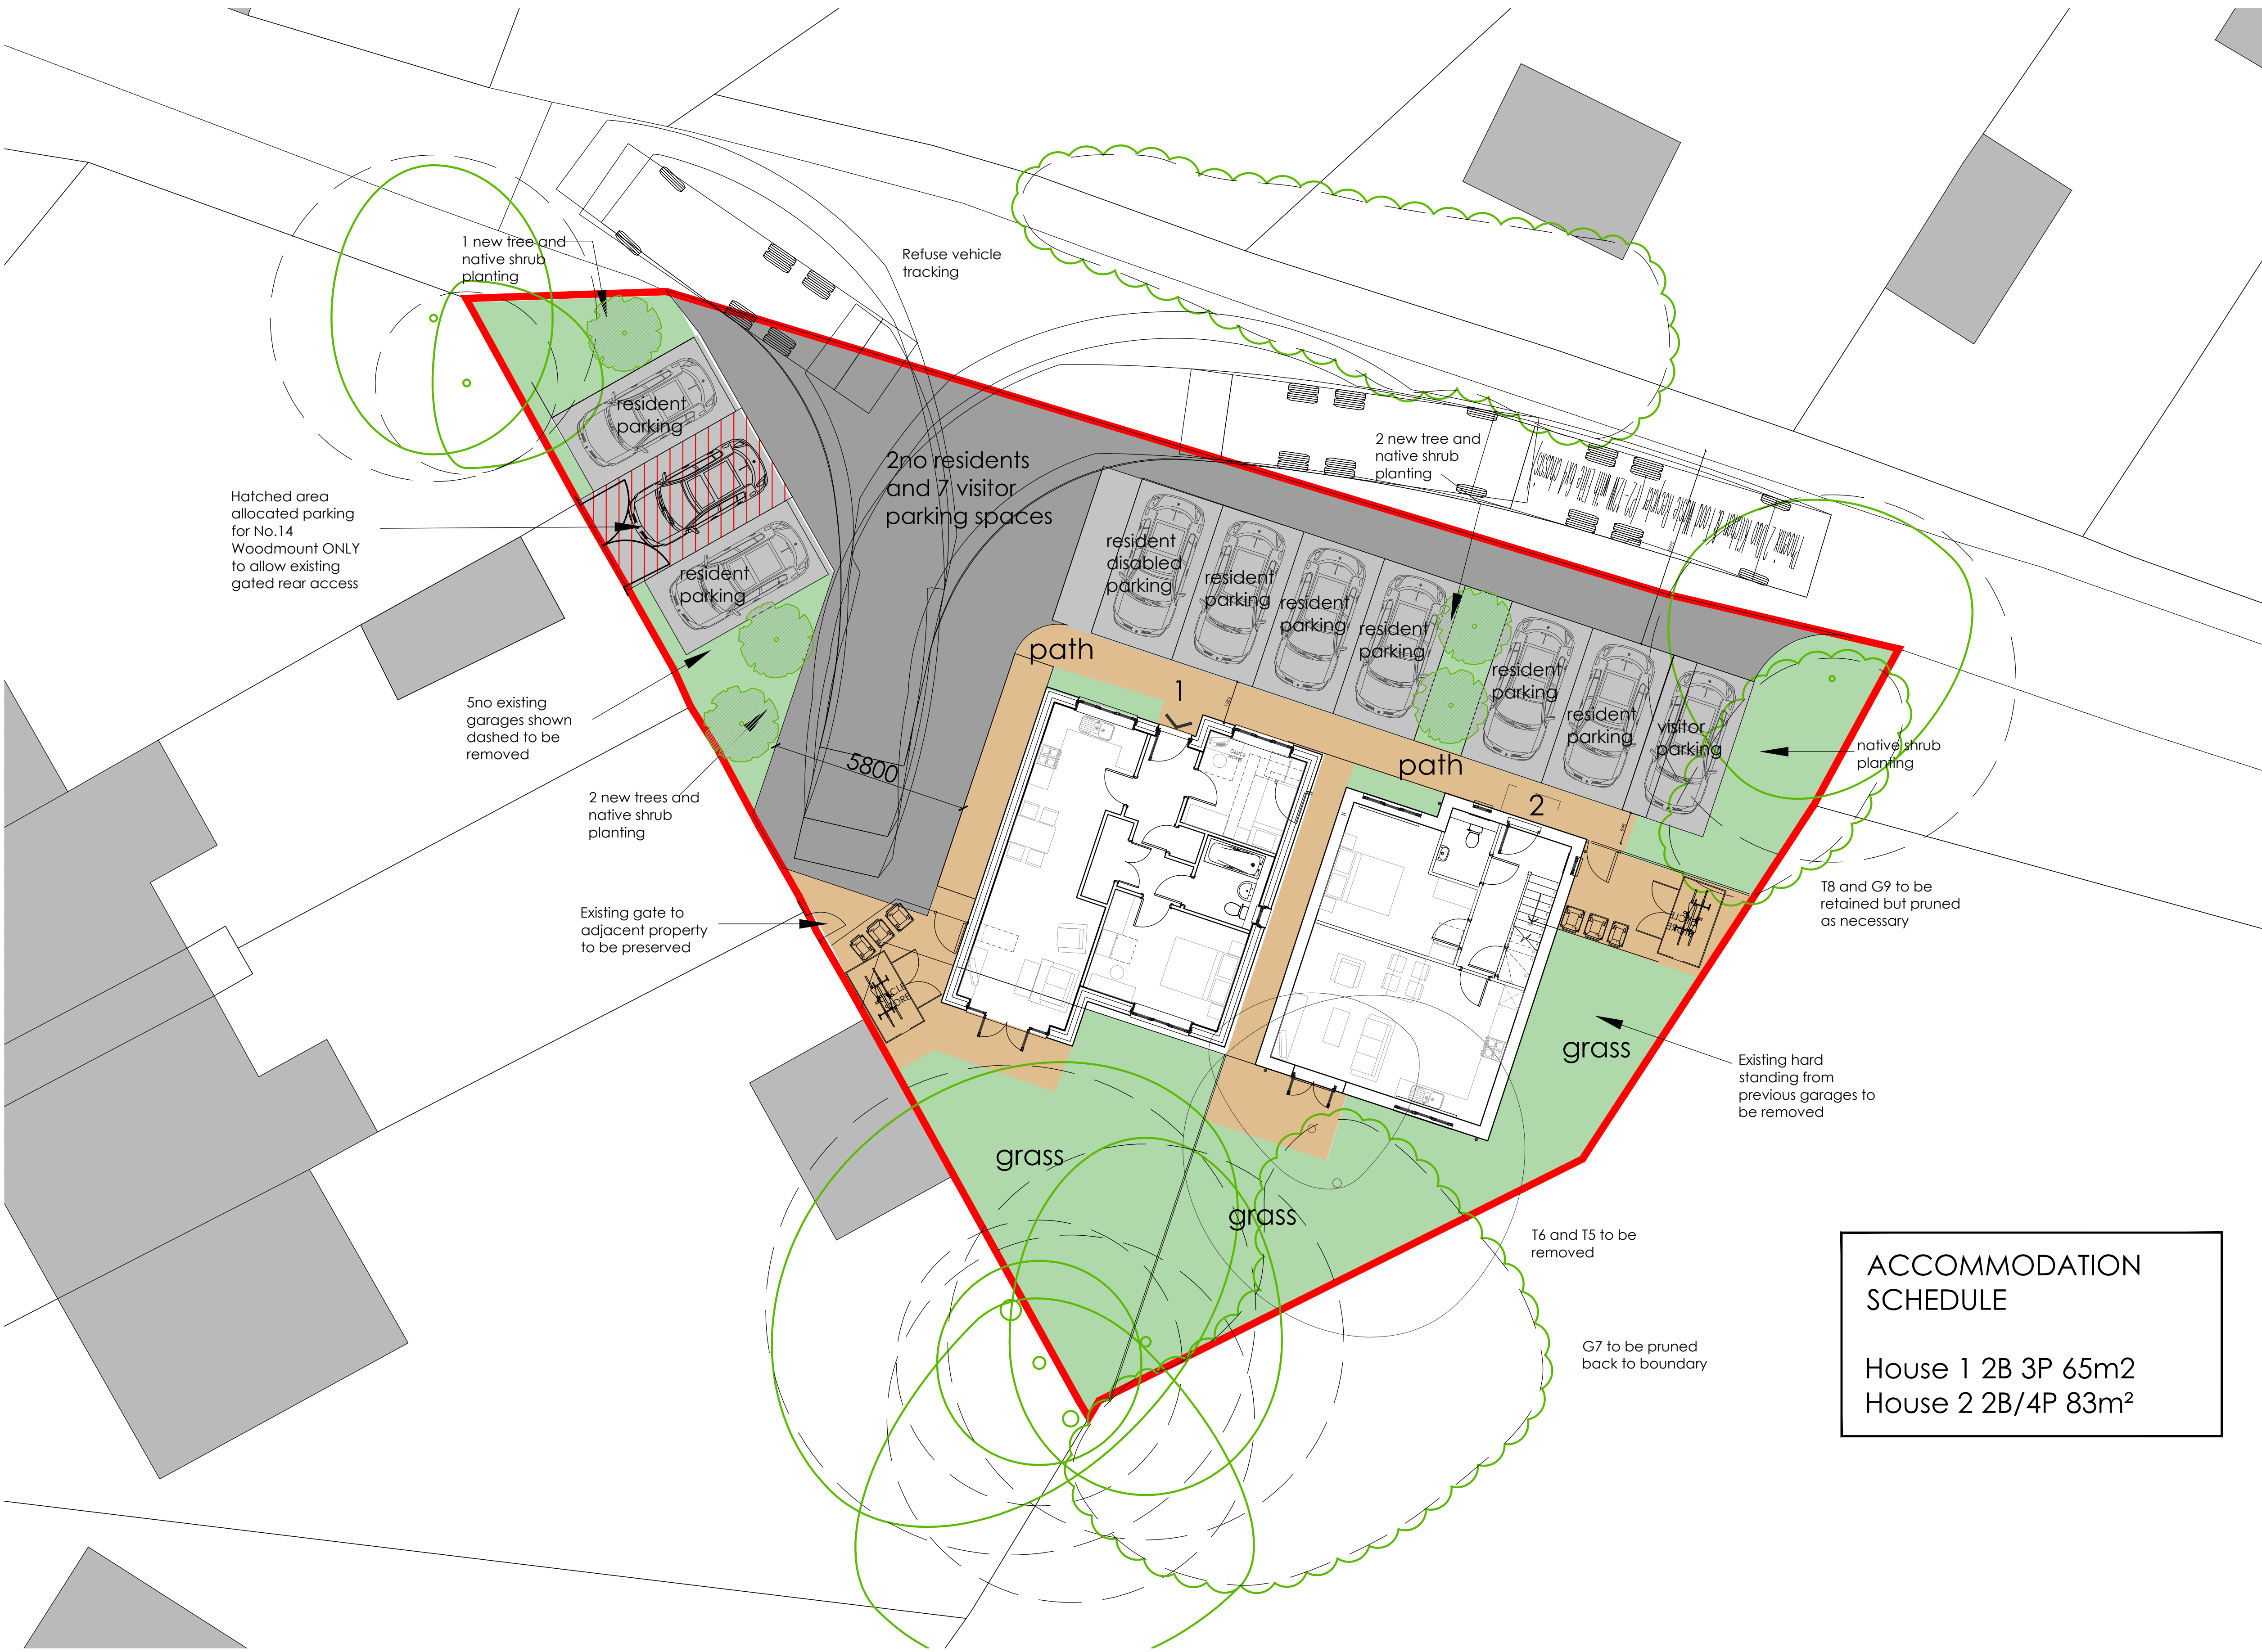 1 new tree and
native shrub
planting
Refuse vehicle
tracking
resident
parking
2 new tree and
native shrub
planting
2no residents
and 7 visitor
parking spaces
Hatched area
allocated parking
for No.14
Woodmount ONLY
to allow existing
gated rear access
resident
parking
resident
disabled
parking
resident
parking
resident
parking
resident
parking
resident
parking
resident
parking
visitor
parking
path
1
5no existing
garages shown
dashed to be
removed
native shrub
planting
5800
path
2
2 new trees and
native shrub
planting
T8 and G9 to be
retained but pruned
as necessary
Existing gate to
adjacent property
to be preserved
grass
Existing hard
standing from
previous garages to
be removed
grass
grass
T6 and T5 to be
removed
G7 to be pruned
back to boundary
ACCOMMODATION
SCHEDULE
House 1 2B 3P 65m2
House 2 2B/4P 83m²